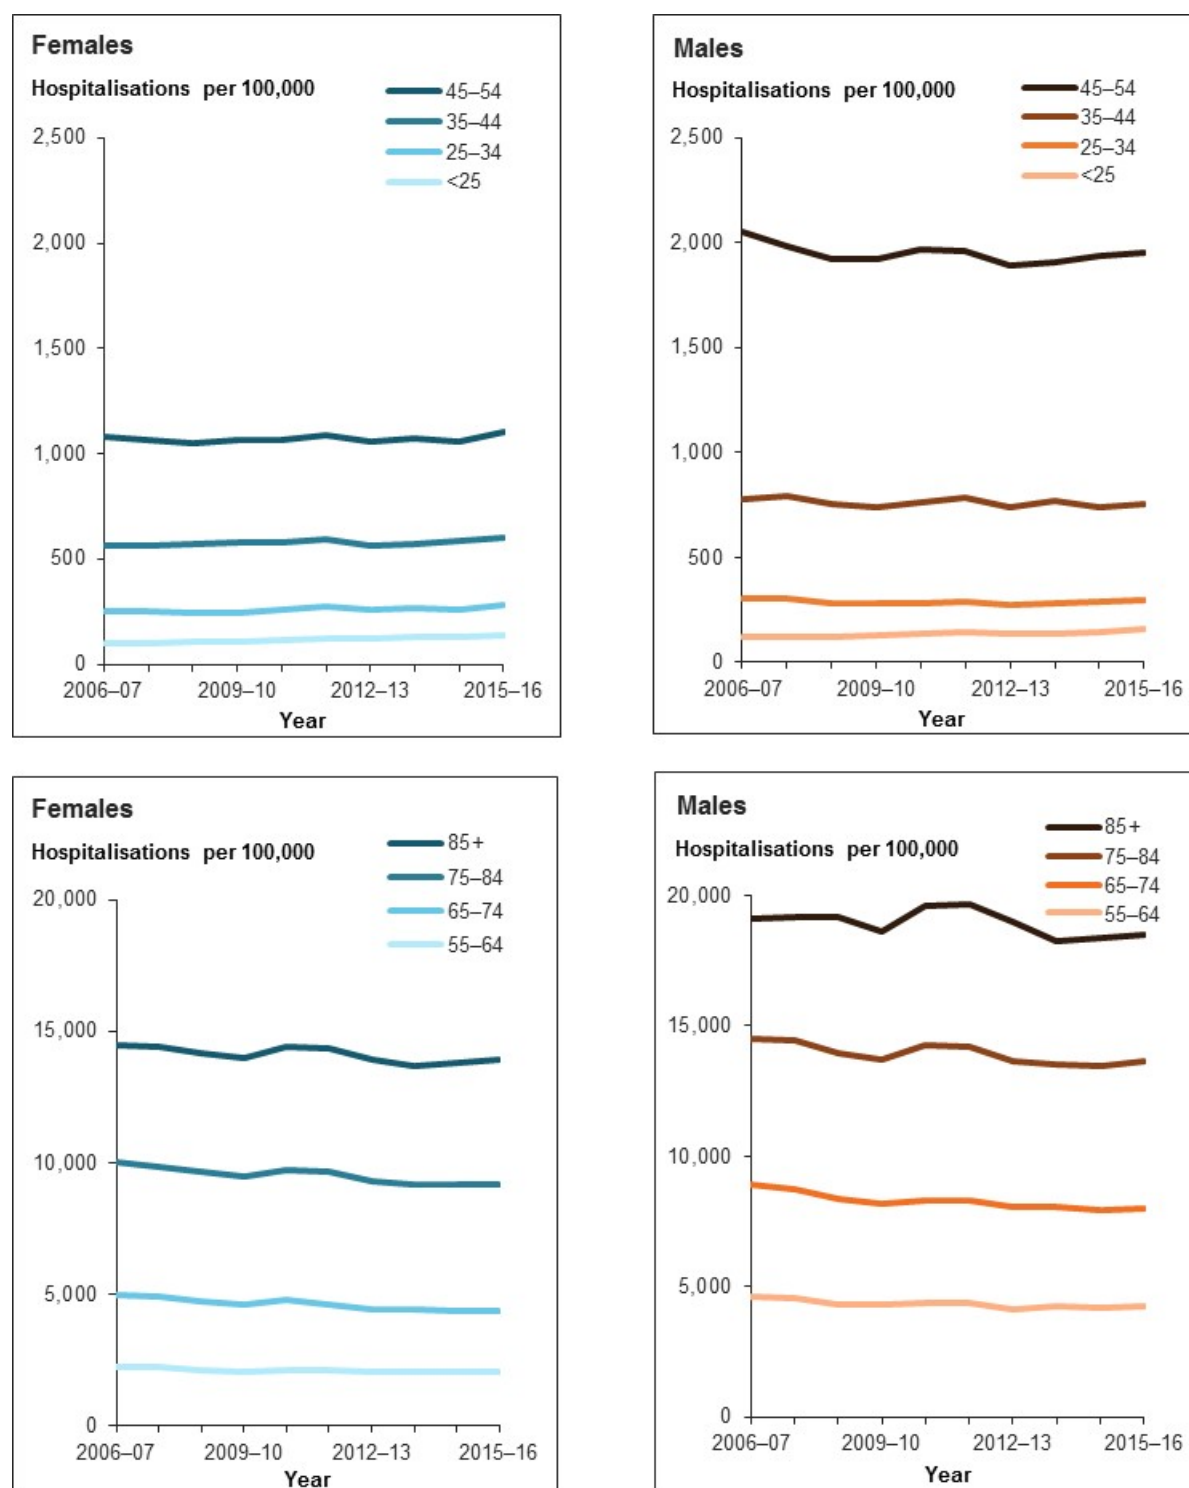 Females
Hospitalisations per 100,000
45–54
35–44
25–34
<25
2,500
2,000
1,500
1,000
500
0
2006–07 2009–10 2012–13 2015–16
Year
Males
Hospitalisations per 100,000
45–54
35–44
25–34
<25
2,500
2,000
1,500
1,000
500
0
2006–07 2009–10 2012–13 2015–16
Year
Females
Hospitalisations per 100,000
85+
75–84
65–74
55–64
20,000
15,000
10,000
5,000
0
2006–07 2009–10 2012–13 2015–16
Year
Males
Hospitalisations per 100,000
85+
75–84
65–74
55–64
20,000
15,000
10,000
5,000
0
2006–07 2009–10 2012–13 2015–16
Year